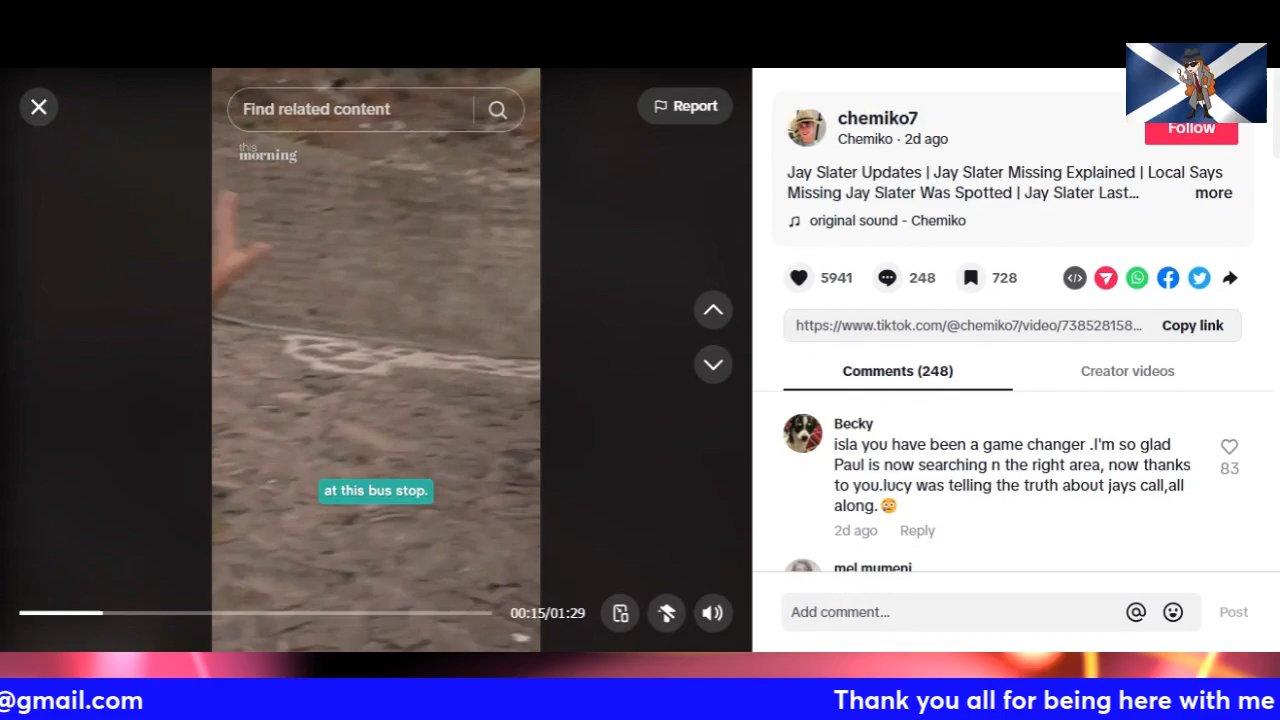 Find related content
Report
this
morning
at this bus stop.
00:15/01:29
chemiko7
Chemiko · 2d ago
Follow
Jay Slater Updates | Jay Slater Missing Explained | Local Says
Missing Jay Slater Was Spotted | Jay Slater Last... more
original sound - Chemiko
5941
248
728
https://www.tiktok.com/@chemiko7/video/738528158... Copy link
Comments (248)
Creator videos
Becky
isla you have been a game changer .I'm so glad
Paul is now searching n the right area, now thanks
to you.lucy was telling the truth about jays call,all
along.😳
83
2d ago Reply
mel mumeni
Add comment...
Post
@gmail.com
Thank you all for being here with me